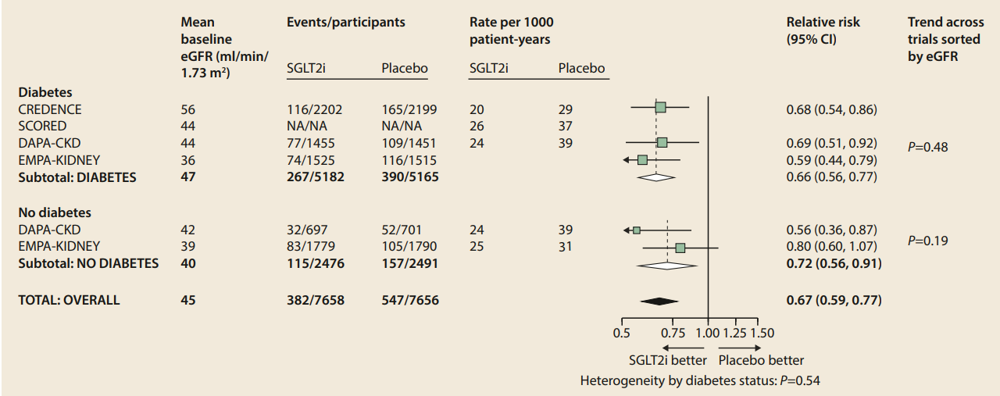 Mean baseline eGFR (ml/min/1.73 m²) Events/participants Rate per 1000 patient-years Relative risk (95% CI) Trend across trials sorted by eGFR
SGLT2i Placebo SGLT2i Placebo
Diabetes
CREDENCE 56 116/2202 165/2199 20 29 0.68 (0.54, 0.86)
SCORED 44 NA/NA NA/NA 26 37
DAPA-CKD 44 77/1455 109/1451 24 39 0.69 (0.51, 0.92)
P=0.48
EMPA-KIDNEY 36 74/1525 116/1515 0.59 (0.44, 0.79)
Subtotal: DIABETES 47 267/5182 390/5165 0.66 (0.56, 0.77)
No diabetes
DAPA-CKD 42 32/697 52/701 24 39 0.56 (0.36, 0.87)
P=0.19
EMPA-KIDNEY 39 83/1779 105/1790 25 31 0.80 (0.60, 1.07)
Subtotal: NO DIABETES 40 115/2476 157/2491 0.72 (0.56, 0.91)
TOTAL: OVERALL 45 382/7658 547/7656 0.67 (0.59, 0.77)
0.5 0.75 1.00 1.25 1.50
SGLT2i better Placebo better
Heterogeneity by diabetes status: P=0.54